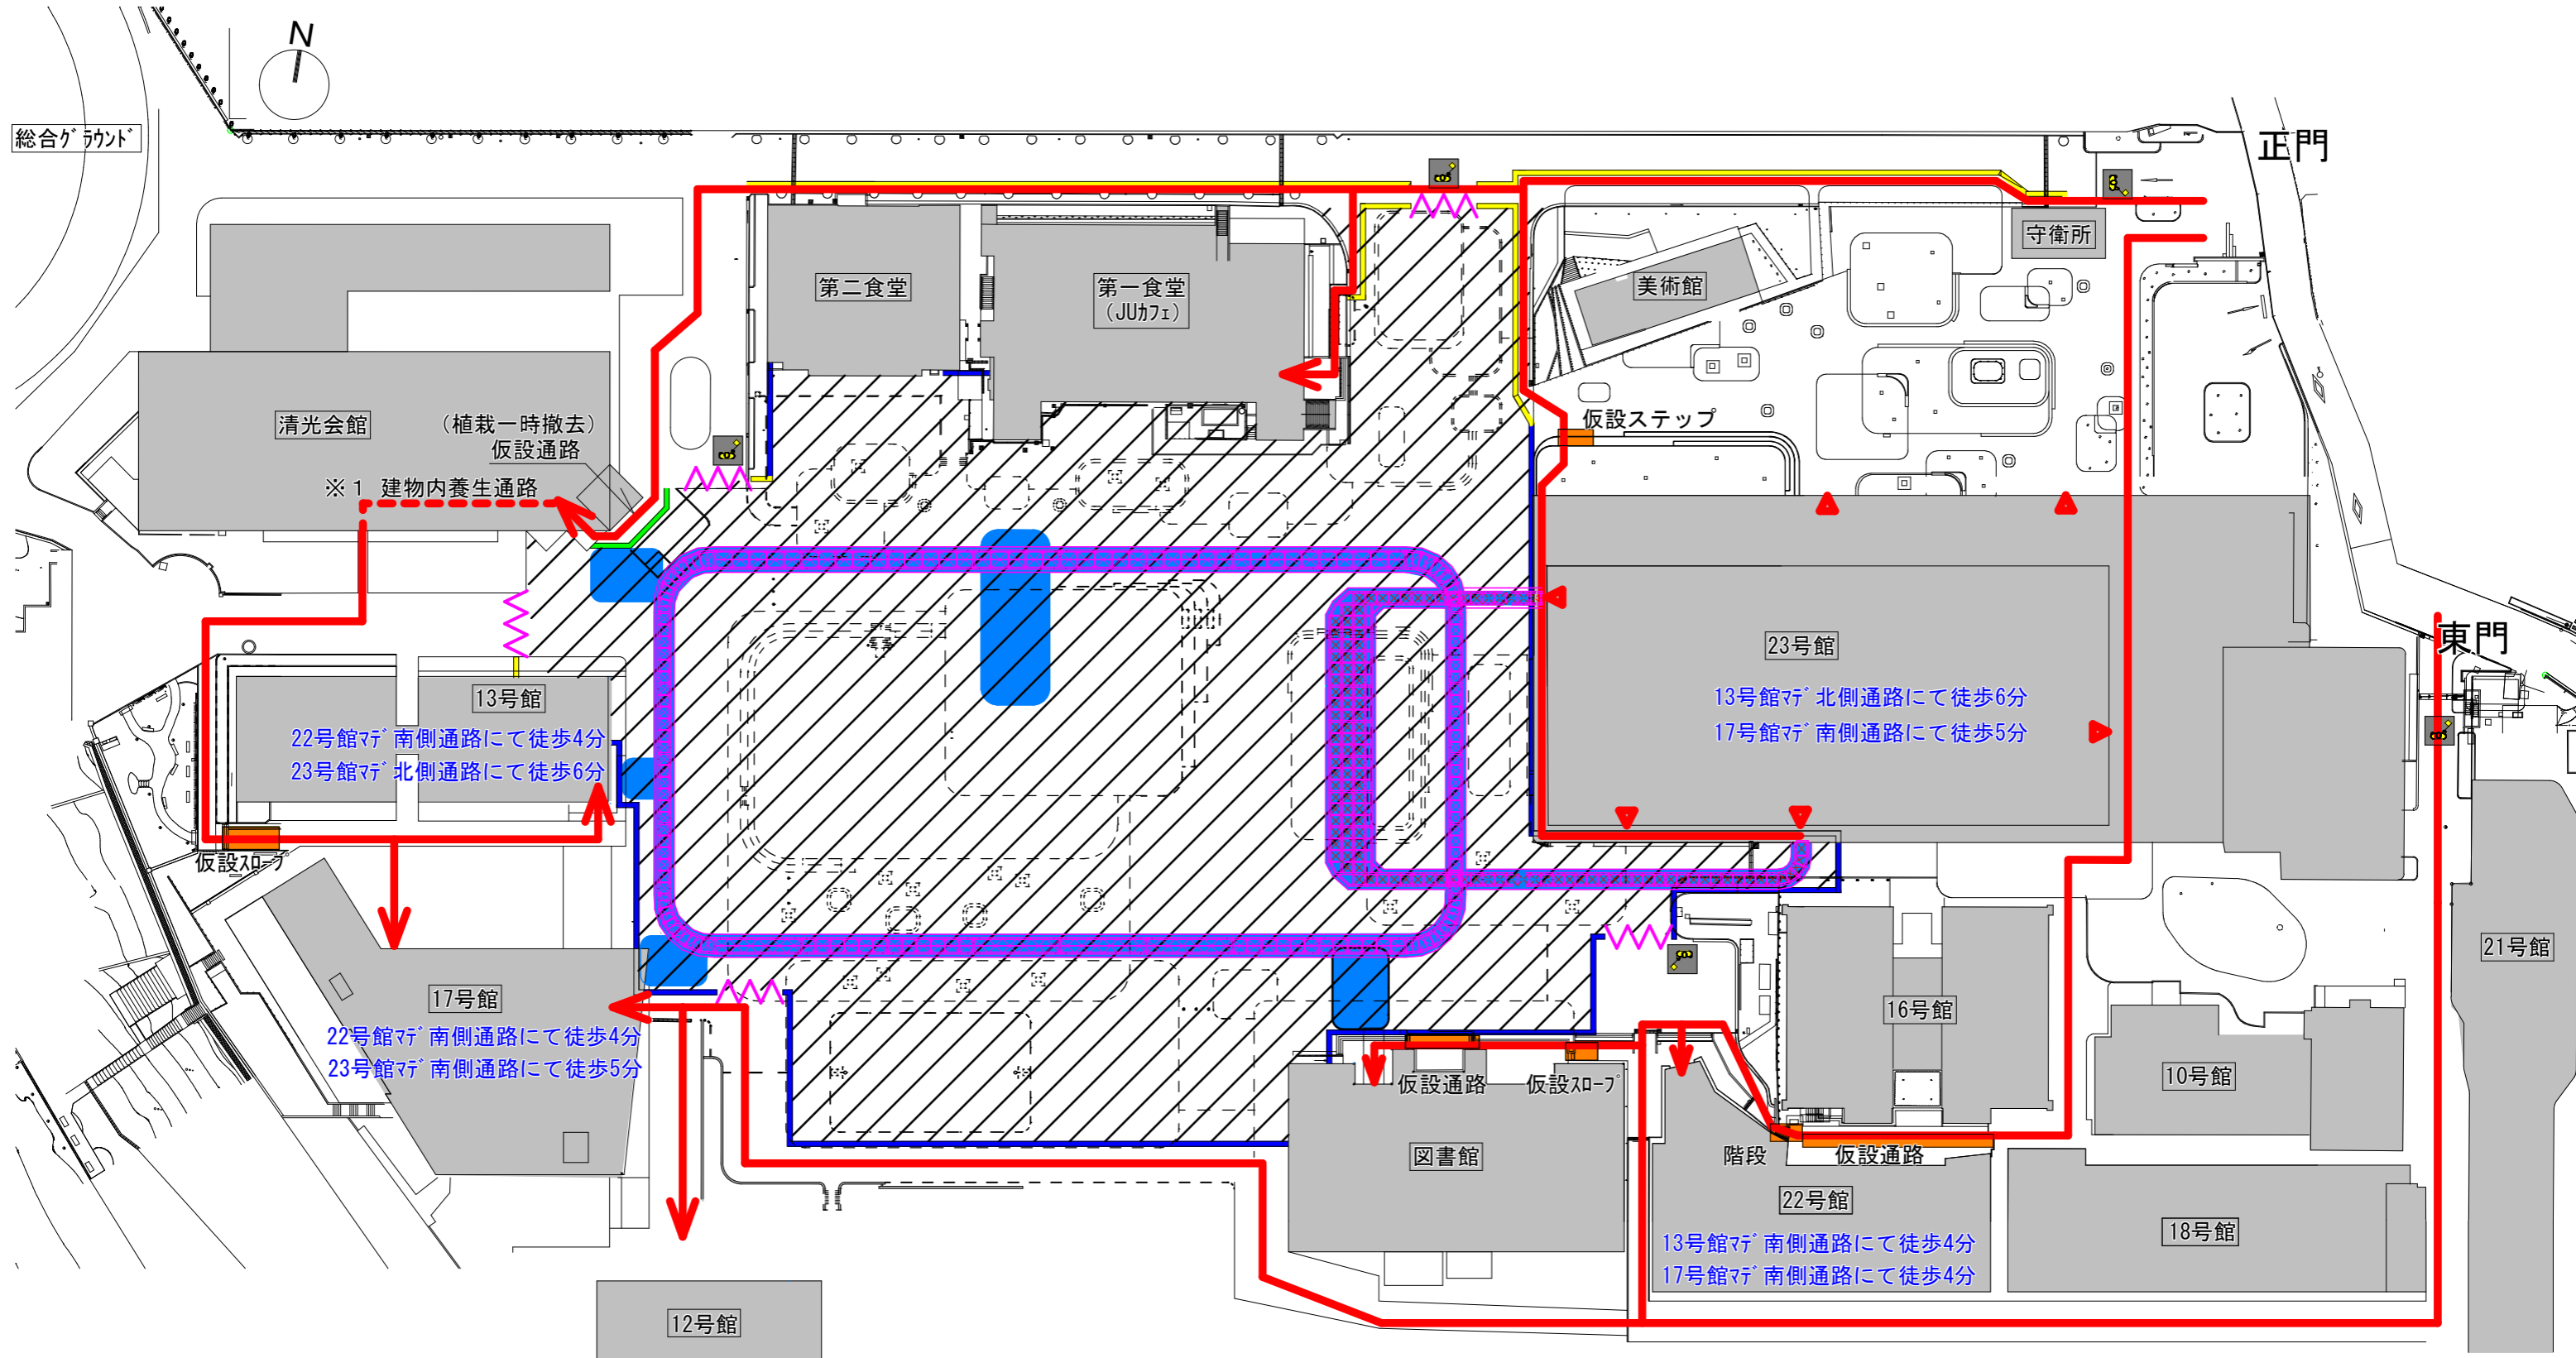 N
総合グラウンド
正門
守衛所
第二食堂
第一食堂
(JUカフェ)
美術館
清光会館
(植栽一時撤去)
仮設通路
※1 建物内養生通路
仮設ステップ
23号館
13号館マデ北側通路にて徒歩6分
17号館マデ南側通路にて徒歩5分
東門
13号館
22号館マデ南側通路にて徒歩4分
23号館マデ北側通路にて徒歩6分
仮設スロープ
17号館
22号館マデ南側通路にて徒歩4分
23号館マデ南側通路にて徒歩5分
21号館
16号館
10号館
仮設通路
仮設スロープ
図書館
階段
仮設通路
22号館
13号館マデ南側通路にて徒歩4分
17号館マデ南側通路にて徒歩4分
18号館
12号館